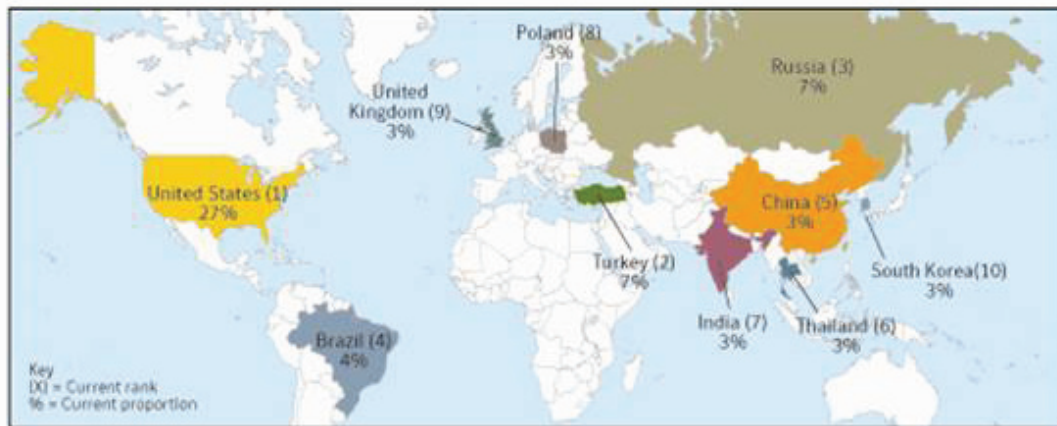 Poland (8)
3%
Russia (3)
7%
United
Kingdom (9)
3%
United States (1)
27%
China (5)
3%
Turkey (2)
7%
South Korea(10)
3%
India (7)
3%
Thailand (6)
3%
Brazil (4)
4%
Key
(X) = Current rank
% = Current proportion